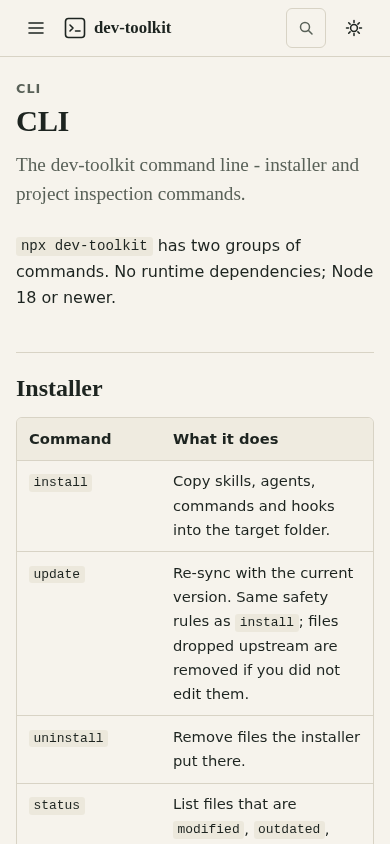 dev-toolkit
CLI
CLI
The dev-toolkit command line - installer and
project inspection commands.
npx dev-toolkit has two groups of
commands. No runtime dependencies; Node
18 or newer.
Installer
Command What it does
install Copy skills, agents,
commands and hooks
into the target folder.
update Re-sync with the current
version. Same safety
rules as install; files
dropped upstream are
removed if you did not
edit them.
uninstall Remove files the installer
put there.
status List files that are
modified, outdated,